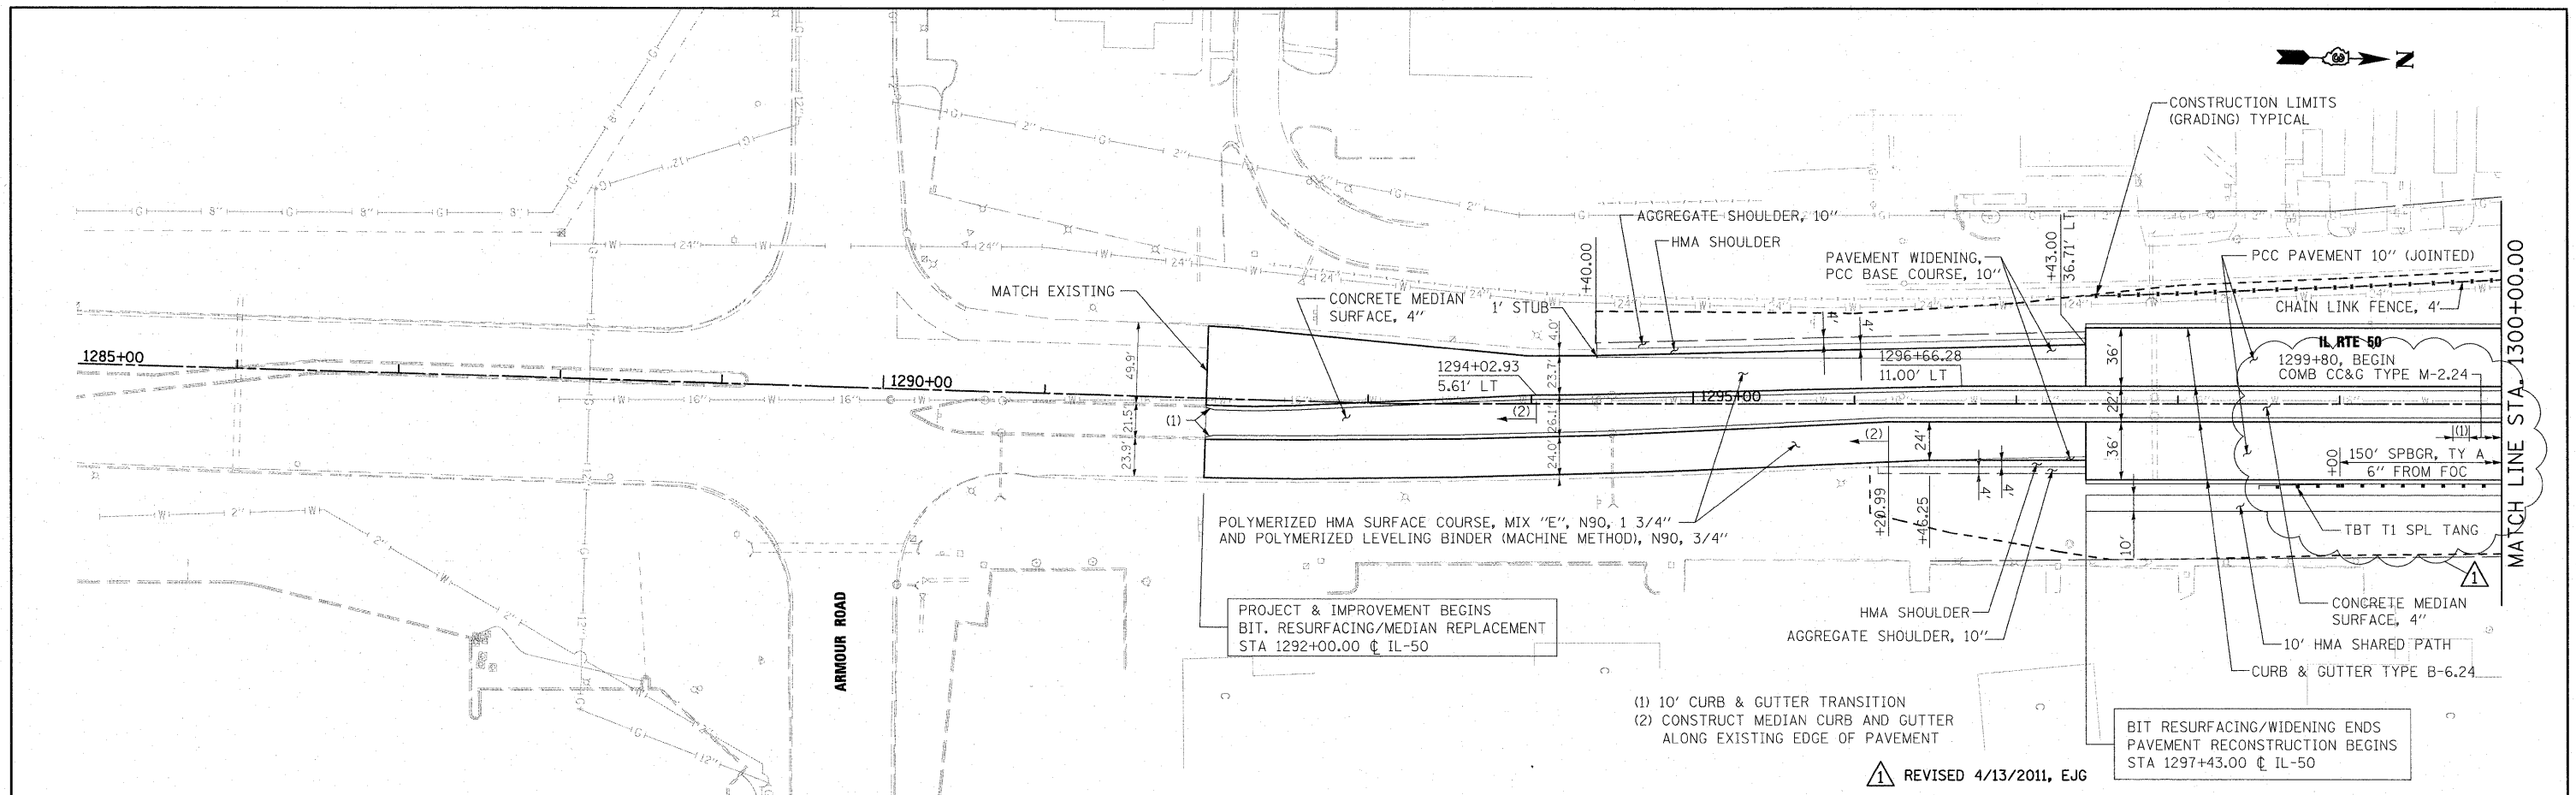 N
CONSTRUCTION LIMITS
(GRADING) TYPICAL
AGGREGATE SHOULDER, 10"
HMA SHOULDER
+40.00
PAVEMENT WIDENING,
PCC BASE COURSE, 10"
+43.00
36.71' LT
PCC PAVEMENT 10" (JOINTED)
CHAIN LINK FENCE, 4'
MATCH EXISTING
CONCRETE MEDIAN
SURFACE, 4"
1' STUB
1285+00
1290+00
1295+00
49.9'
21.5'
23.9'
(1)
1294+02.93
5.61' LT
(2)
4.0'
23.7'
26.1'
24.0'
4'
4'
1296+66.28
11.00' LT
(2)
24'
36'
22'
36'
IL RTE 50
1299+80, BEGIN
COMB CC&G TYPE M-2.24
(1)
+00
150' SPBGR, TY A
6" FROM FOC
MATCH LINE STA. 1300+00.00
4'
4'
+20.99
+46.25
10'
TBT T1 SPL TANG
1
POLYMERIZED HMA SURFACE COURSE, MIX "E", N90, 1 3/4"
AND POLYMERIZED LEVELING BINDER (MACHINE METHOD), N90, 3/4"
ARMOUR ROAD
PROJECT & IMPROVEMENT BEGINS
BIT. RESURFACING/MEDIAN REPLACEMENT
STA 1292+00.00 ℄ IL-50
HMA SHOULDER
AGGREGATE SHOULDER, 10"
CONCRETE MEDIAN
SURFACE, 4"
10' HMA SHARED PATH
CURB & GUTTER TYPE B-6.24
(1) 10' CURB & GUTTER TRANSITION
(2) CONSTRUCT MEDIAN CURB AND GUTTER
ALONG EXISTING EDGE OF PAVEMENT
BIT RESURFACING/WIDENING ENDS
PAVEMENT RECONSTRUCTION BEGINS
STA 1297+43.00 ℄ IL-50
1 REVISED 4/13/2011, EJG